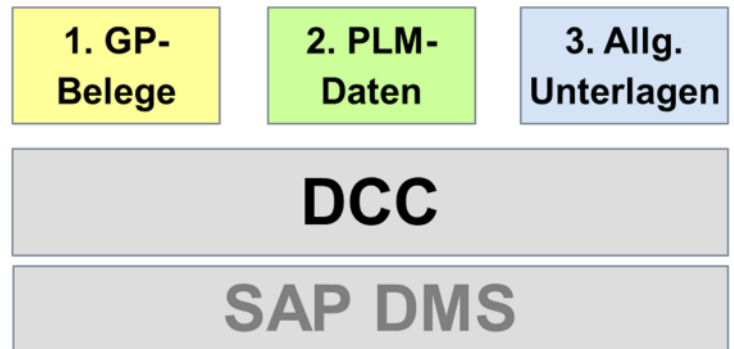 1. GP-
Belege
2. PLM-
Daten
3. Allg.
Unterlagen
DCC
SAP DMS